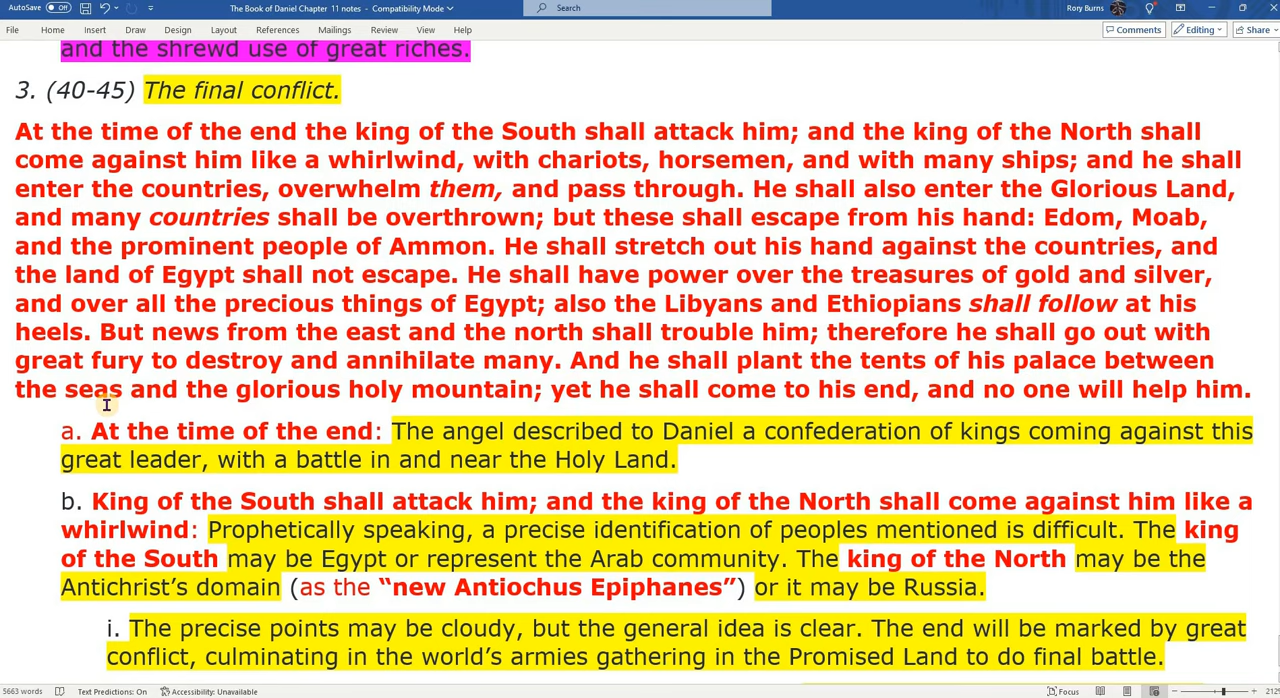 AutoSave Off
The Book of Daniel Chapter 11 notes - Compatibility Mode
Search
Rory Burns
File Home Insert Draw Design Layout References Mailings Review View Help
Comments Editing Share
and the shrewd use of great riches.
3. (40-45) The final conflict.
At the time of the end the king of the South shall attack him; and the king of the North shall
come against him like a whirlwind, with chariots, horsemen, and with many ships; and he shall
enter the countries, overwhelm them, and pass through. He shall also enter the Glorious Land,
and many countries shall be overthrown; but these shall escape from his hand: Edom, Moab,
and the prominent people of Ammon. He shall stretch out his hand against the countries, and
the land of Egypt shall not escape. He shall have power over the treasures of gold and silver,
and over all the precious things of Egypt; also the Libyans and Ethiopians shall follow at his
heels. But news from the east and the north shall trouble him; therefore he shall go out with
great fury to destroy and annihilate many. And he shall plant the tents of his palace between
the seas and the glorious holy mountain; yet he shall come to his end, and no one will help him.
a. At the time of the end: The angel described to Daniel a confederation of kings coming against this
great leader, with a battle in and near the Holy Land.
b. King of the South shall attack him; and the king of the North shall come against him like a
whirlwind: Prophetically speaking, a precise identification of peoples mentioned is difficult. The king
of the South may be Egypt or represent the Arab community. The king of the North may be the
Antichrist's domain (as the "new Antiochus Epiphanes") or it may be Russia.
i. The precise points may be cloudy, but the general idea is clear. The end will be marked by great
conflict, culminating in the world's armies gathering in the Promised Land to do final battle.
5663 words Text Predictions: On Accessibility: Unavailable Focus